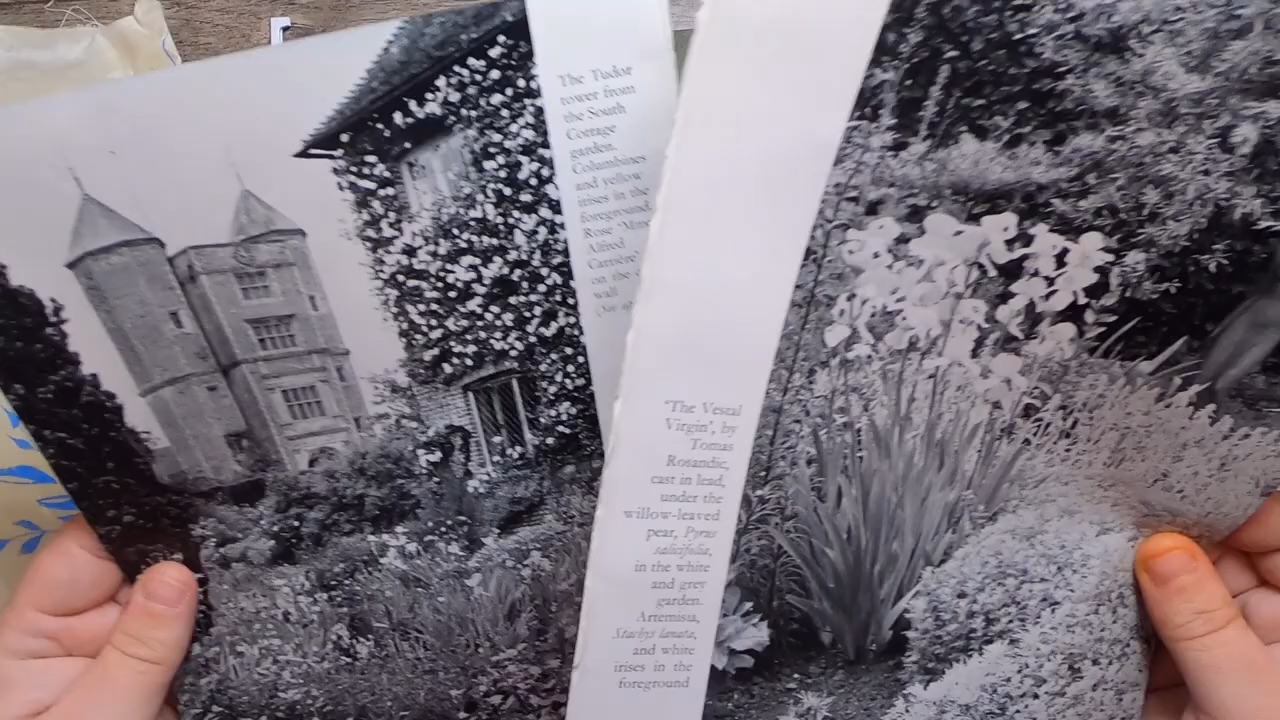 The Tudor
tower from
the South
Cottage
garden.
Columbines
and yellow
irises in the
foreground.
Rose 'Mme
Alfred
Carrière'
on the
wall
'The Vestal
Virgin', by
Tomas
Rosandic,
cast in lead,
under the
willow-leaved
pear, Pyrus
salicifolia,
in the white
and grey
garden.
Artemisia,
Stachys lanata,
and white
irises in the
foreground